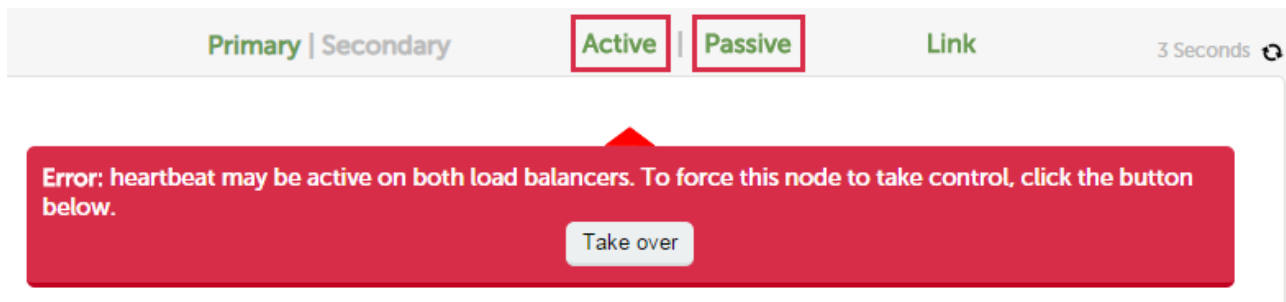 Primary | Secondary Active | Passive Link 3 Seconds
Error: heartbeat may be active on both load balancers. To force this node to take control, click the button
below.
Take over